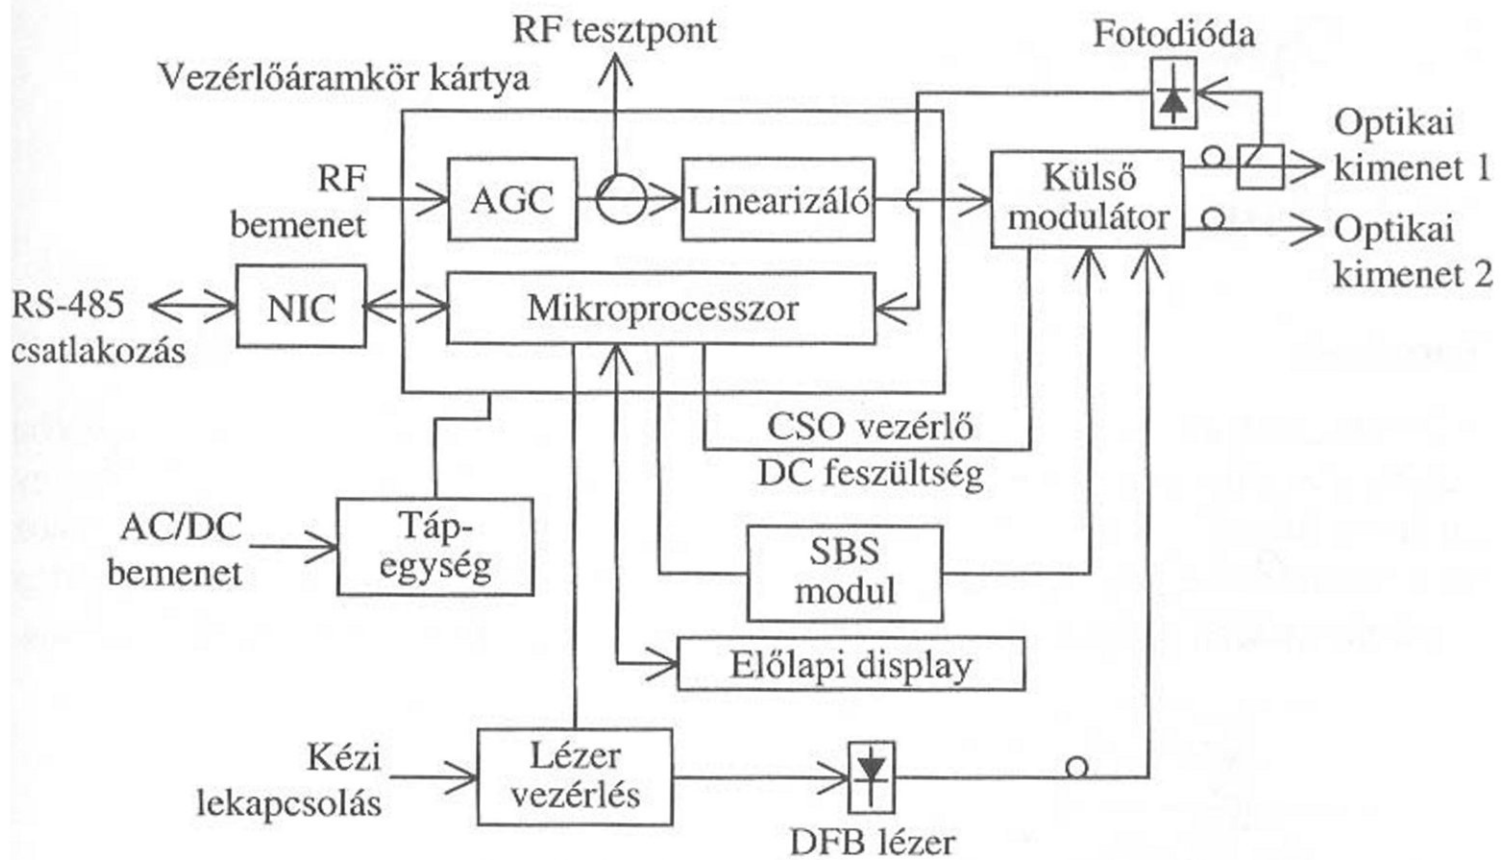 RF tesztpont
Fotodióda
Vezérlőáramkör kártya
Optikai
kimenet 1
RF
bemenet
AGC
Linearizáló
Külső
modulátor
Optikai
kimenet 2
RS-485
csatlakozás
NIC
Mikroprocesszor
CSO vezérlő
DC feszültség
AC/DC
bemenet
Táp-
egység
SBS
modul
Előlapi display
Kézi
lekapcsolás
Lézer
vezérlés
DFB lézer